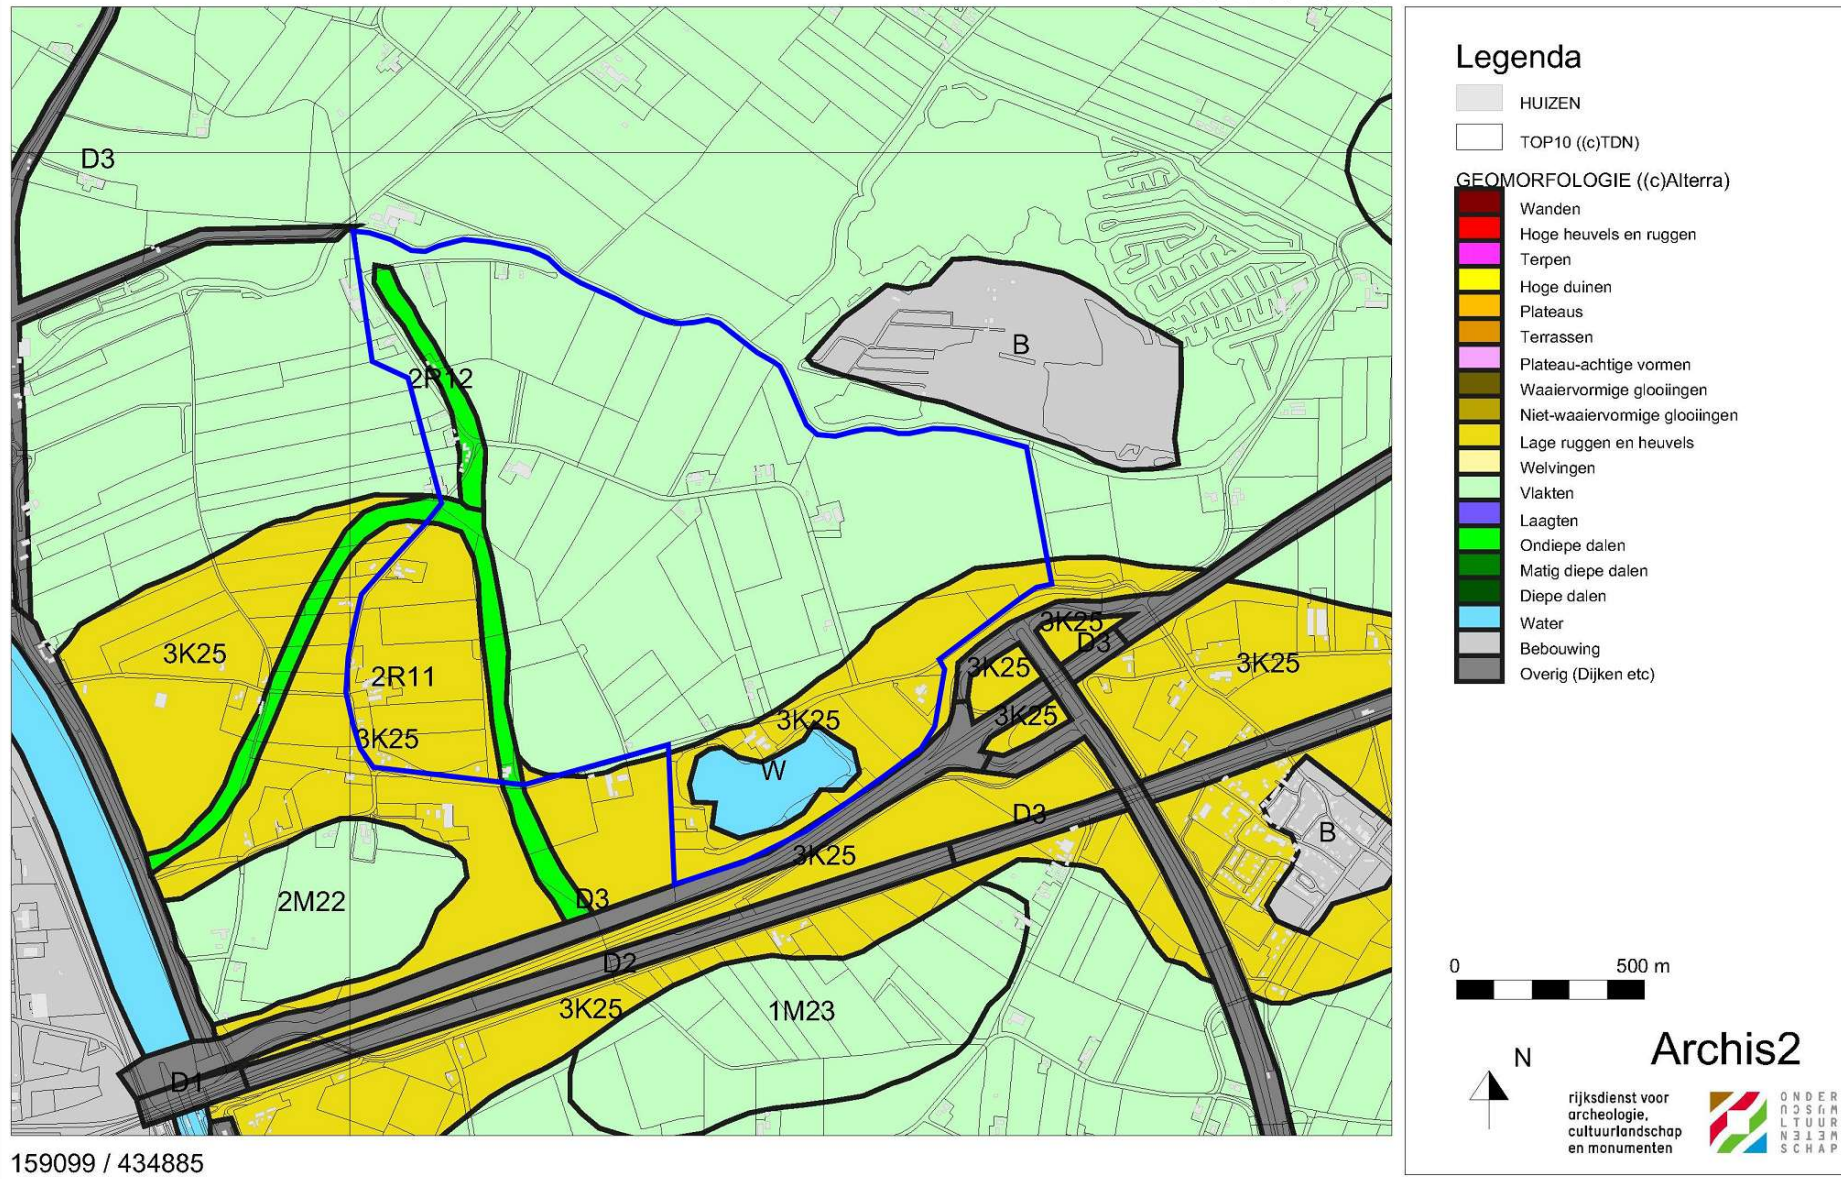 D3
B
2R12
3K25
3K25
D3
3K25
3K25
2R11
3K25
3K25
3K25
W
D3
B
3K25
2M22
D3
D2
3K25
1M23
D1
159099 / 434885
Legenda
HUIZEN
TOP10 ((c)TDN)
GEOMORFOLOGIE ((c)Alterra)
Wanden
Hoge heuvels en ruggen
Terpen
Hoge duinen
Plateaus
Terrassen
Plateau-achtige vormen
Waaiervormige glooiingen
Niet-waaiervormige glooiingen
Lage ruggen en heuvels
Welvingen
Vlakten
Laagten
Ondiepe dalen
Matig diepe dalen
Diepe dalen
Water
Bebouwing
Overig (Dijken etc)
0 500 m
N
Archis2
rijksdienst voor
archeologie,
cultuurlandschap
en monumenten